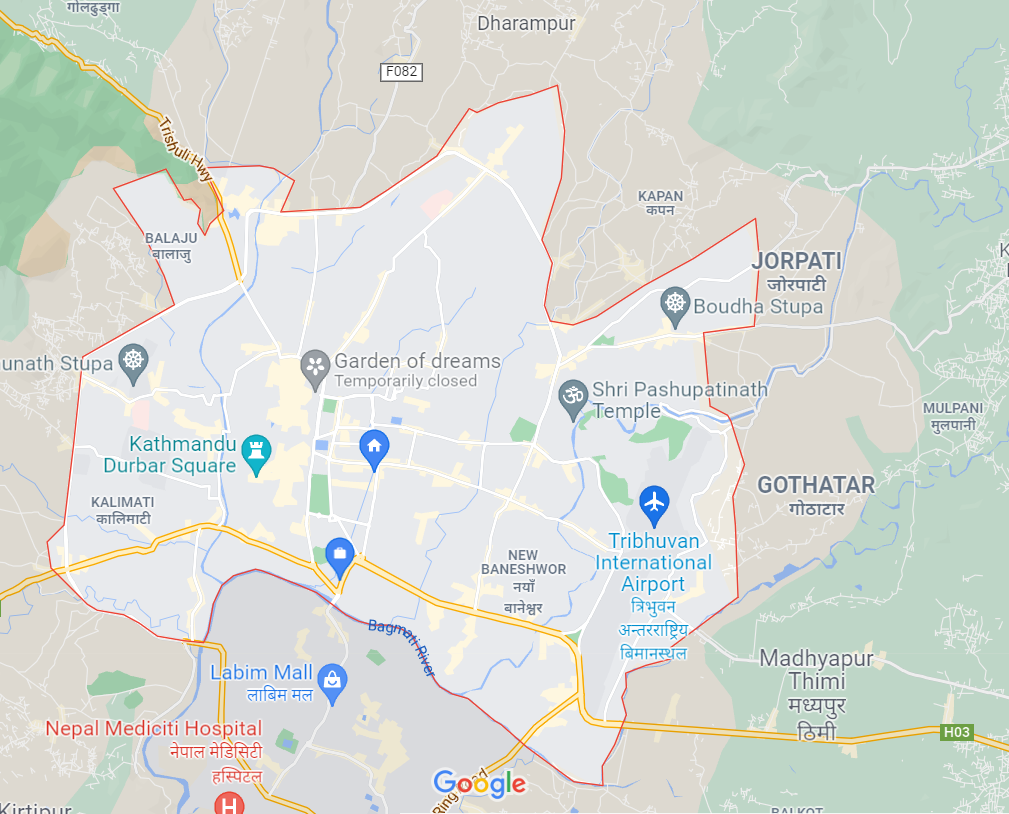 गोलढुङ्गा
Dharampur
F082
Trishuli Hwy
KAPAN
कपन
BALAJU
बालाजु
JORPATI
जोरपाटी
Boudha Stupa
unath Stupa
Garden of dreams
Temporarily closed
Shri Pashupatinath
Temple
MULPANI
मुलपानी
Kathmandu
Durbar Square
GOTHATAR
गोठाटार
KALIMATI
कालिमाटी
Tribhuvan
International
Airport
त्रिभुवन
अन्तरराष्ट्रिय
बिमानस्थल
NEW
BANESHWOR
नयाँ
बानेश्वर
Bagmati River
Madhyapur
Thimi
मध्यपुर
ठिमी
Labim Mall
लाबिम मल
Nepal Mediciti Hospital
नेपाल मेडिसिटी
हस्पिटल
H
H03
Google
Ring Road
Kirtipur
BALKOT